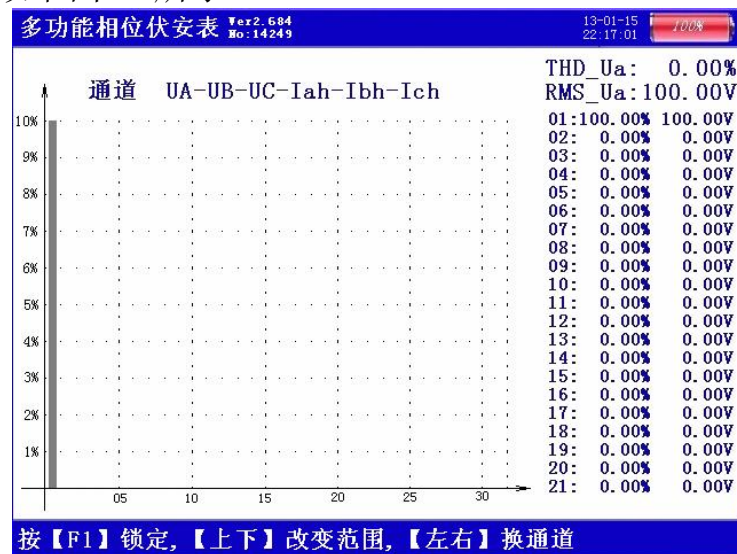 多功能相位伏安表 Ver2.684 No:14249 13-01-15 22:17:01 100%
THD_Ua: 0.00%
通道 UA-UB-UC-Iah-Ibh-Ich
RMS_Ua:100.00V
10%
9%
8%
7%
6%
5%
4%
3%
2%
1%
05 10 15 20 25 30
01:100.00% 100.00V
02: 0.00% 0.00V
03: 0.00% 0.00V
04: 0.00% 0.00V
05: 0.00% 0.00V
06: 0.00% 0.00V
07: 0.00% 0.00V
08: 0.00% 0.00V
09: 0.00% 0.00V
10: 0.00% 0.00V
11: 0.00% 0.00V
12: 0.00% 0.00V
13: 0.00% 0.00V
14: 0.00% 0.00V
15: 0.00% 0.00V
16: 0.00% 0.00V
17: 0.00% 0.00V
18: 0.00% 0.00V
19: 0.00% 0.00V
20: 0.00% 0.00V
21: 0.00% 0.00V
按【F1】锁定,【上下】改变范围,【左右】换通道